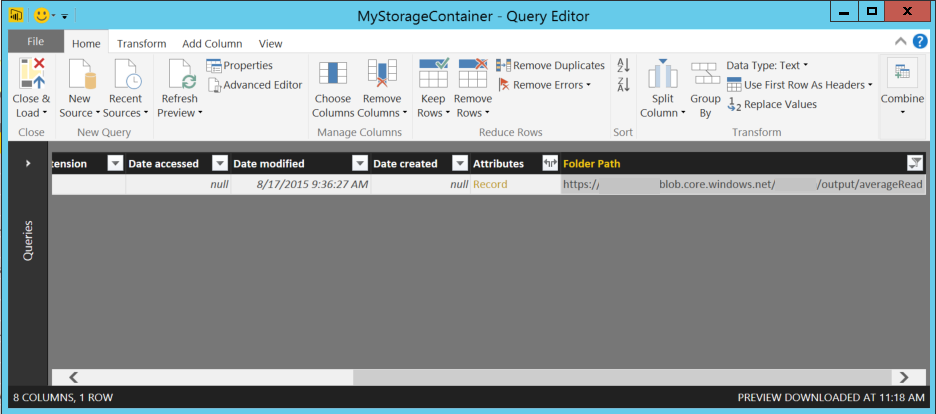 MyStorageContainer - Query Editor
File Home Transform Add Column View
Close & Load
New Source
Recent Sources
Refresh Preview
Properties
Advanced Editor
Choose Columns
Remove Columns
Keep Rows
Remove Rows
Remove Duplicates
Remove Errors
Split Column
Group By
Data Type: Text
Use First Row As Headers
Replace Values
Combine
Close New Query Manage Columns Reduce Rows Sort Transform
ension Date accessed Date modified Date created Attributes Folder Path
null 8/17/2015 9:36:27 AM null Record https:/ blob.core.windows.net/ /output/averageRead
Queries
8 COLUMNS, 1 ROW PREVIEW DOWNLOADED AT 11:18 AM